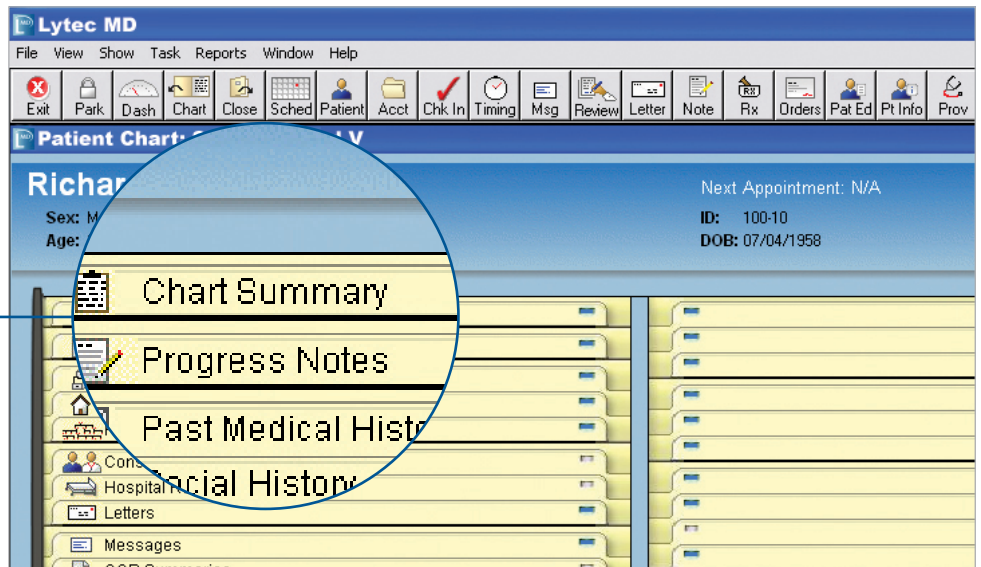 Lytec MD
File View Show Task Reports Window Help
Exit Park Dash Chart Close Sched Patient Acct Chk In Timing Msg Review Letter Note Rx Orders Pat Ed Pt Info Prov
Patient Chart: V
Richar
Next Appointment: N/A
Sex: M
ID: 100-10
Age:
DOB: 07/04/1958
Chart Summary
Progress Notes
Past Medical Hist
cial History
Cons
Hospital
Letters
Messages